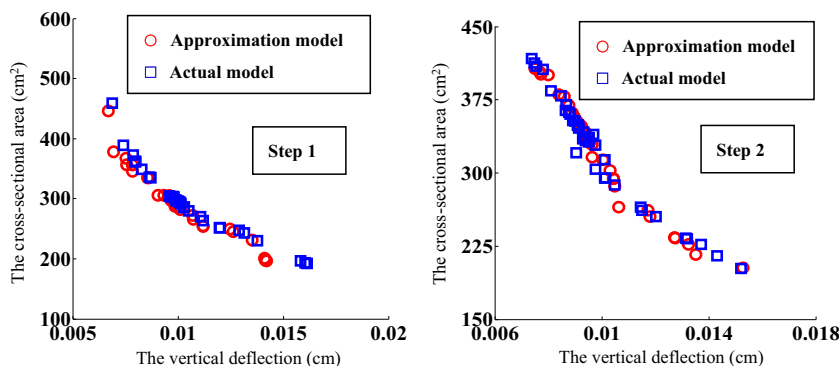 The cross-sectional area (cm²)
600
500
400
300
200
100
0.005
0.01
0.015
0.02
The vertical deflection (cm)
Approximation model
Actual model
Step 1
The cross-sectional area (cm²)
450
375
300
225
150
0.006
0.01
0.014
0.018
The vertical deflection (cm)
Approximation model
Actual model
Step 2